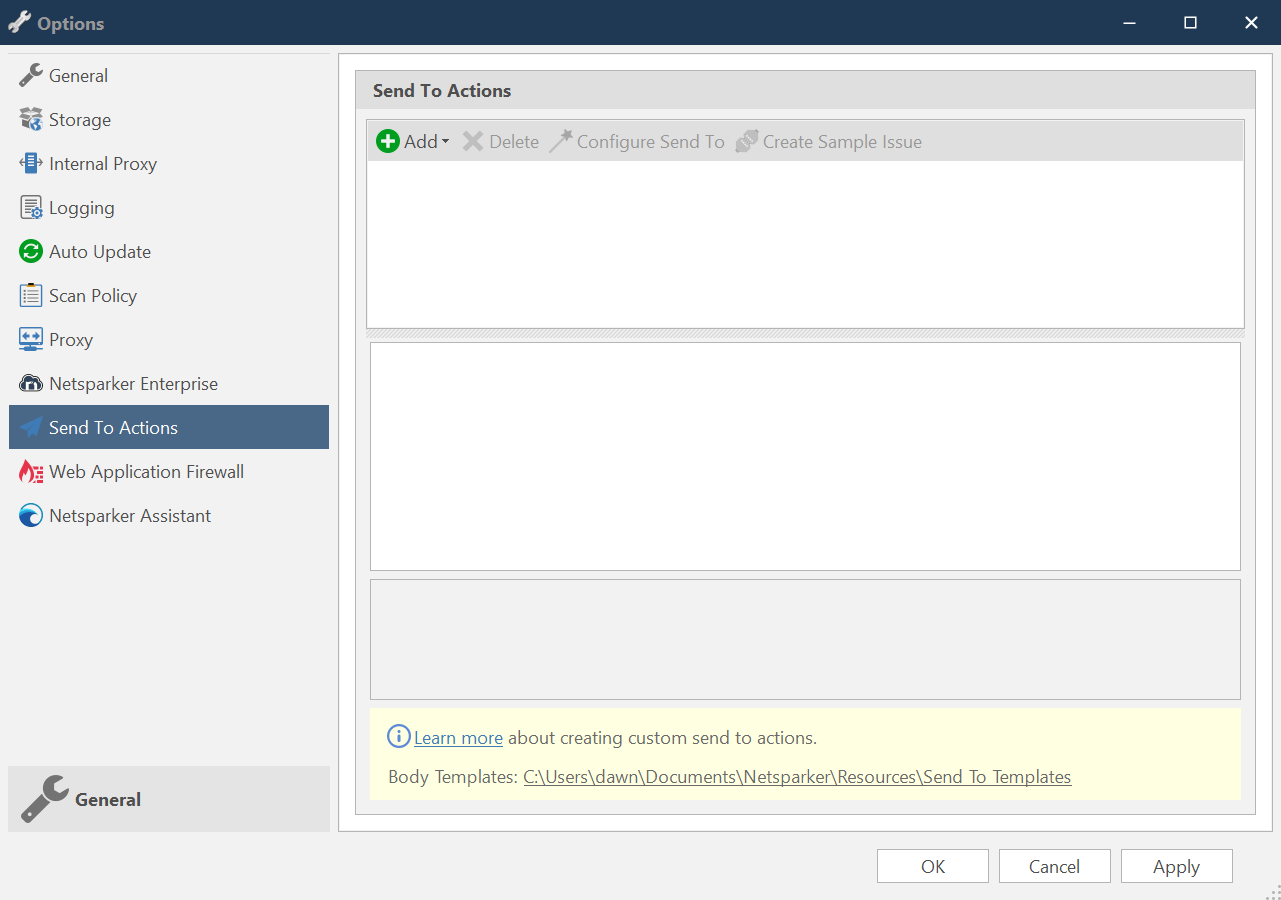 Options
General
Storage
Internal Proxy
Logging
Auto Update
Scan Policy
Proxy
Netsparker Enterprise
Send To Actions
Web Application Firewall
Netsparker Assistant
General
Send To Actions
Add Delete Configure Send To Create Sample Issue
Learn more about creating custom send to actions.
Body Templates: C:\Users\dawn\Documents\Netsparker\Resources\Send To Templates
OK Cancel Apply